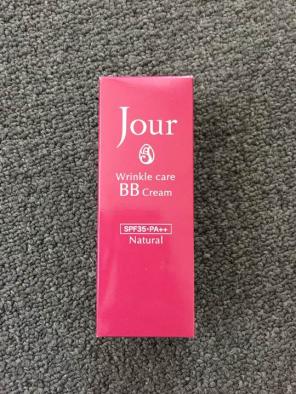 Jour
Wrinkle care
BB Cream
SPF35・PA++
Natural